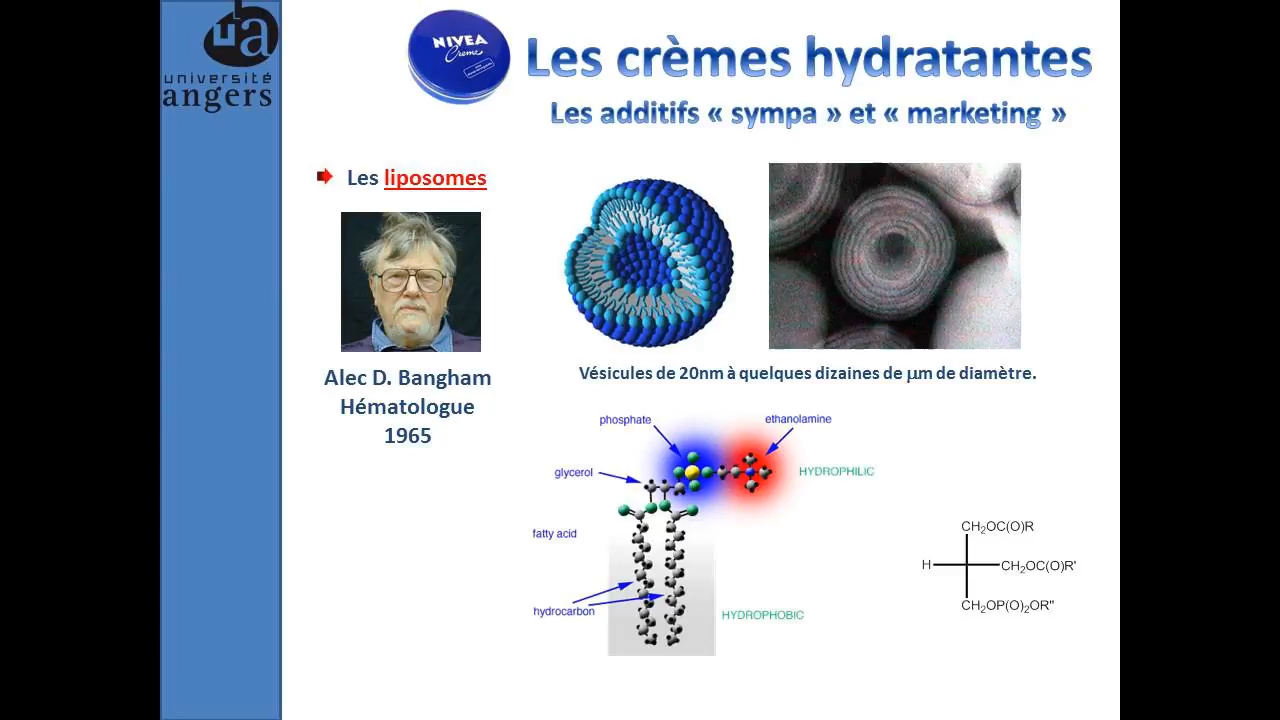 université
angers
NIVEA
Creme
Les crèmes hydratantes
Les additifs « sympa » et « marketing »
Les liposomes
Alec D. Bangham
Hématologue
1965
Vésicules de 20nm à quelques dizaines de µm de diamètre.
phosphate
ethanolamine
glycerol
HYDROPHILIC
fatty acid
hydrocarbon
HYDROPHOBIC
CH₂OC(O)R
H
CH₂OC(O)R'
CH₂OP(O)₂OR"